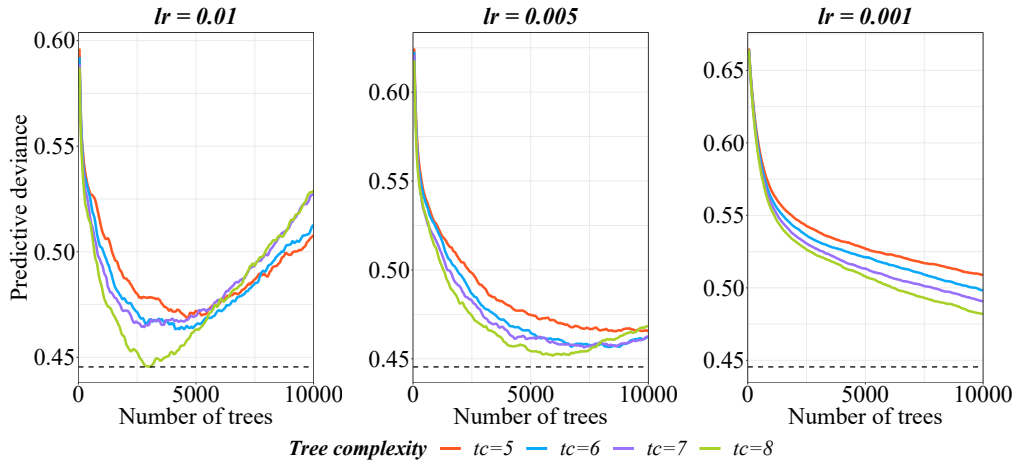 lr = 0.01
lr = 0.005
lr = 0.001
Predictive deviance
0.60
0.55
0.50
0.45
0
5000
10000
Number of trees
0.60
0.55
0.50
0.45
0
5000
10000
Number of trees
0.65
0.60
0.55
0.50
0.45
0
5000
10000
Number of trees
Tree complexity tc=5 tc=6 tc=7 tc=8